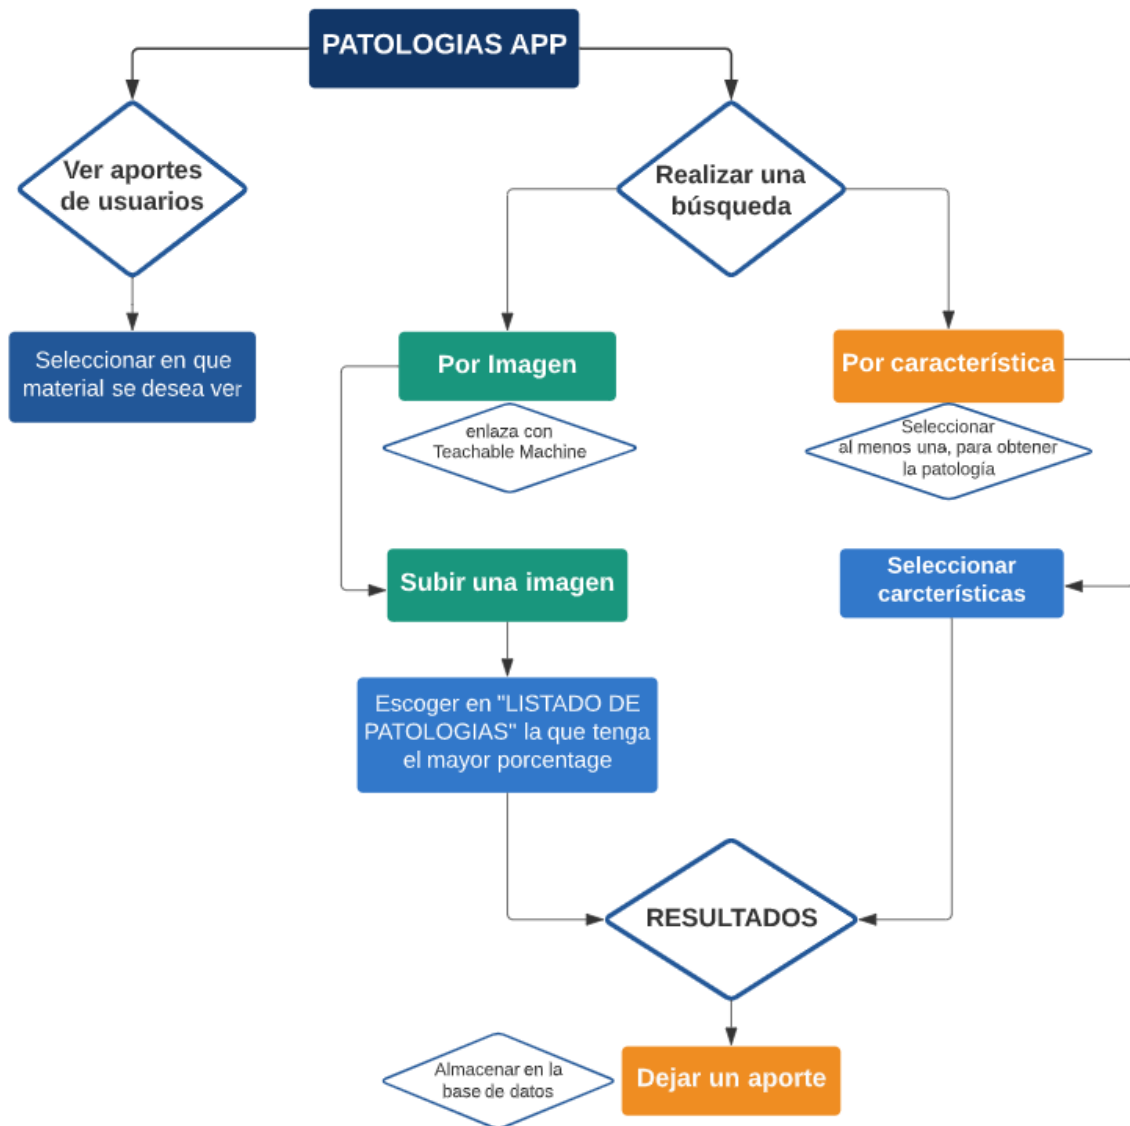 PATOLOGIAS APP
Ver aportes
de usuarios
Realizar una
búsqueda
Seleccionar en que
material se desea ver
Por Imagen
enlaza con
Teachable Machine
Por característica
Seleccionar
al menos una, para obtener
la patología
Subir una imagen
Seleccionar
carcterísticas
Escoger en "LISTADO DE
PATOLOGIAS" la que tenga
el mayor porcentage
RESULTADOS
Almacenar en la
base de datos
Dejar un aporte